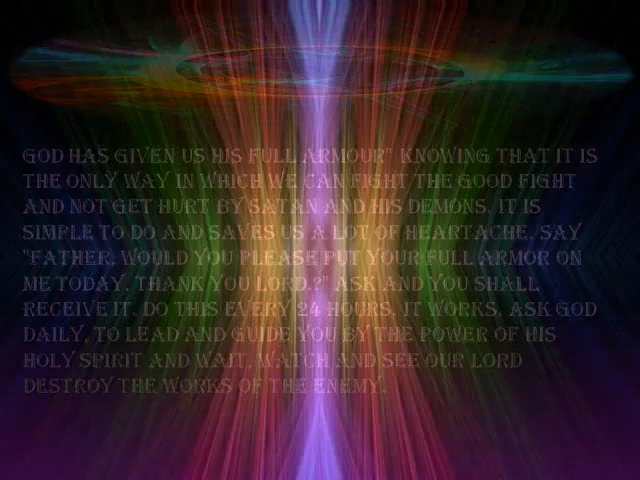 GOD HAS GIVEN US HIS FULL ARMOUR" KNOWING THAT IT IS
THE ONLY WAY IN WHICH WE CAN FIGHT THE GOOD FIGHT
AND NOT GET HURT BY SATAN AND HIS DEMONS. IT IS
SIMPLE TO DO AND SAVES US A LOT OF HEARTACHE. SAY
"FATHER, WOULD YOU PLEASE PUT YOUR FULL ARMOR ON
ME TODAY. THANK YOU LORD.?" ASK AND YOU SHALL
RECEIVE IT. DO THIS EVERY 24 HOURS. IT WORKS. ASK GOD
DAILY, TO LEAD AND GUIDE YOU BY THE POWER OF HIS
HOLY SPIRIT AND WAIT, WATCH AND SEE OUR LORD
DESTROY THE WORKS OF THE ENEMY.